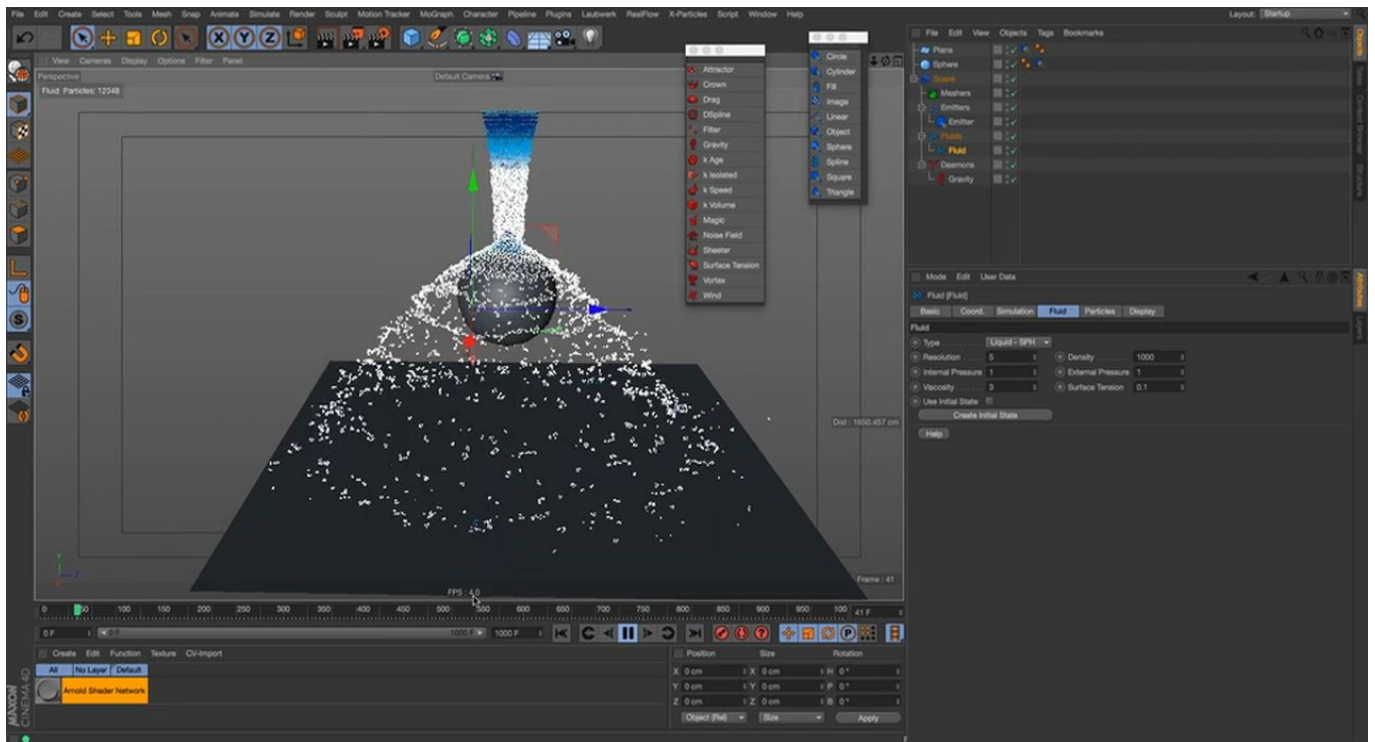 File Edit Create Select Tools Mesh Snap Animate Simulate Render Sculpt Motion Tracker MoGraph Character Pipeline Plugins Laubwerk RealFlow X-Particles Script Window Help Layout: Startup
X Y Z
View Cameras Display Options Filter Panel
Perspective Default Camera
Fluid Particles: 12348
Attractor
Crown
Drag
DSpline
Filter
Gravity
k Age
k Isolated
k Speed
k Volume
Magic
Noise Field
Sheeter
Surface Tension
Vortex
Wind
Circle
Cylinder
Fill
Image
Linear
Object
Sphere
Spline
Square
Triangle
Dist : 1650.457 cm
Y
Z
X
Frame : 41
FPS : 4.0
File Edit View Objects Tags Bookmarks
Plane
Sphere
Scene
Meshers
Emitters
Emitter
Fluids
Fluid
Daemons
Gravity
Objects
Content Browser
Structure
Mode Edit User Data
Fluid [Fluid]
Basic Coord. Simulation Fluid Particles Display
Fluid
Type Liquid - SPH
Resolution 5 Density 1000
Internal Pressure 1 External Pressure 1
Viscosity 3 Surface Tension 0.1
Use Initial State
Create Initial State
Help
Attributes
Layers
0 50 100 150 200 250 300 350 400 450 500 550 600 650 700 750 800 850 900 950 100 41 F
0 F 0 F 1000 F 1000 F
Create Edit Function Texture CV-Import
All No Layer Default
Arnold Shader Network
Position Size Rotation
X 0 cm X 0 cm H 0°
Y 0 cm Y 0 cm P 0°
Z 0 cm Z 0 cm B 0°
Object (Rel) Size Apply
MAXON
CINEMA 4D